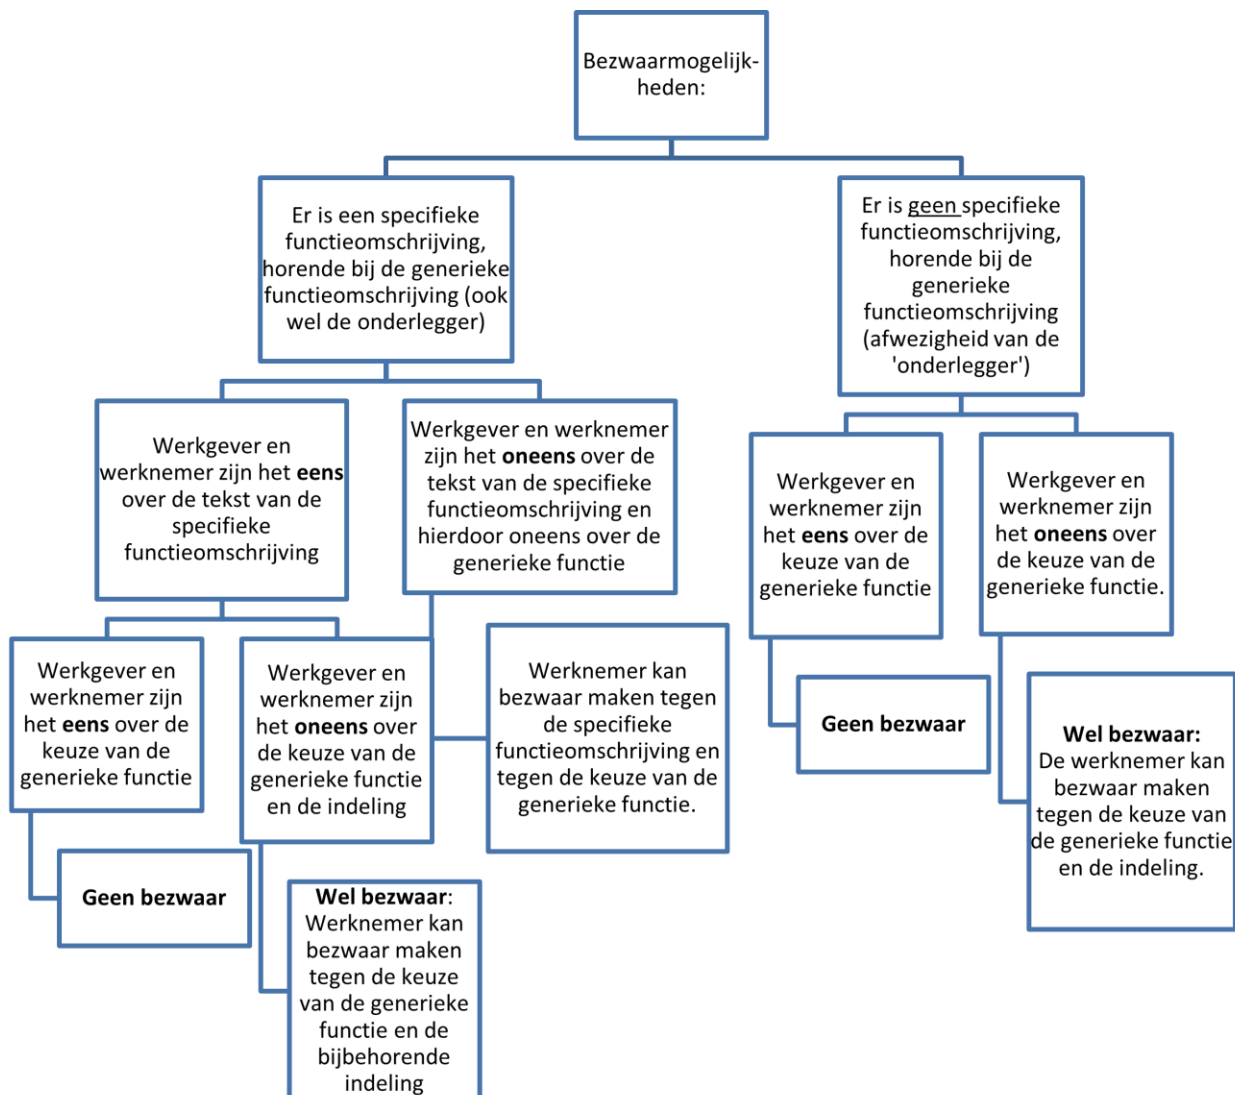 Bezwaarmogelijk-
heden:
Er is een specifieke
functieomschrijving,
horende bij de generieke
functieomschrijving (ook
wel de onderlegger)
Er is geen specifieke
functieomschrijving,
horende bij de
generieke
functieomschrijving
(afwezigheid van de
'onderlegger')
Werkgever en
werknemer zijn het eens
over de tekst van de
specifieke
functieomschrijving
Werkgever en werknemer
zijn het oneens over de
tekst van de specifieke
functieomschrijving en
hierdoor oneens over de
generieke functie
Werkgever en
werknemer zijn
het eens over de
keuze van de
generieke functie
Werkgever en
werknemer zijn
het oneens over
de keuze van de
generieke functie.
Werkgever en
werknemer zijn
het eens over de
keuze van de
generieke functie
Werkgever en
werknemer zijn
het oneens over
de keuze van de
generieke functie
en de indeling
Werknemer kan
bezwaar maken tegen
de specifieke
functieomschrijving en
tegen de keuze van de
generieke functie.
Geen bezwaar
Wel bezwaar:
De werknemer kan
bezwaar maken
tegen de keuze van
de generieke functie
en de indeling.
Geen bezwaar
Wel bezwaar:
Werknemer kan
bezwaar maken
tegen de keuze
van de generieke
functie en de
bijbehorende
indeling